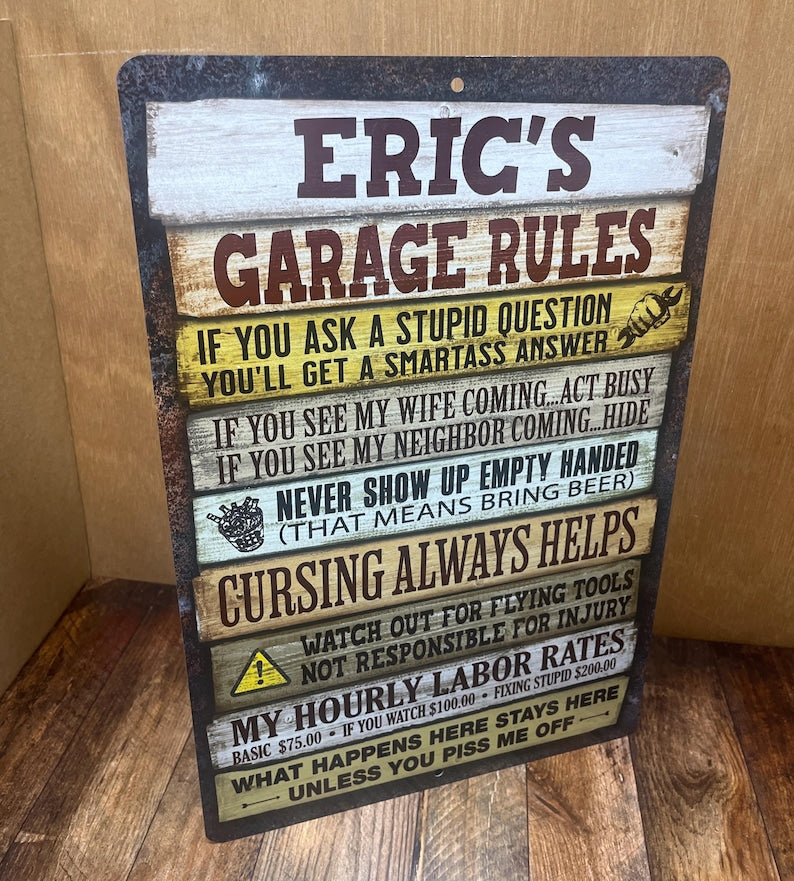 ERIC'S
GARAGE RULES
IF YOU ASK A STUPID QUESTION
YOU'LL GET A SMARTASS ANSWER
IF YOU SEE MY WIFE COMING...ACT BUSY
IF YOU SEE MY NEIGHBOR COMING...HIDE
NEVER SHOW UP EMPTY HANDED
(THAT MEANS BRING BEER)
CURSING ALWAYS HELPS
WATCH OUT FOR FLYING TOOLS
NOT RESPONSIBLE FOR INJURY
MY HOURLY LABOR RATES
BASIC $75.00 • IF YOU WATCH $100.00 • FIXING STUPID $200.00
WHAT HAPPENS HERE STAYS HERE
UNLESS YOU PISS ME OFF